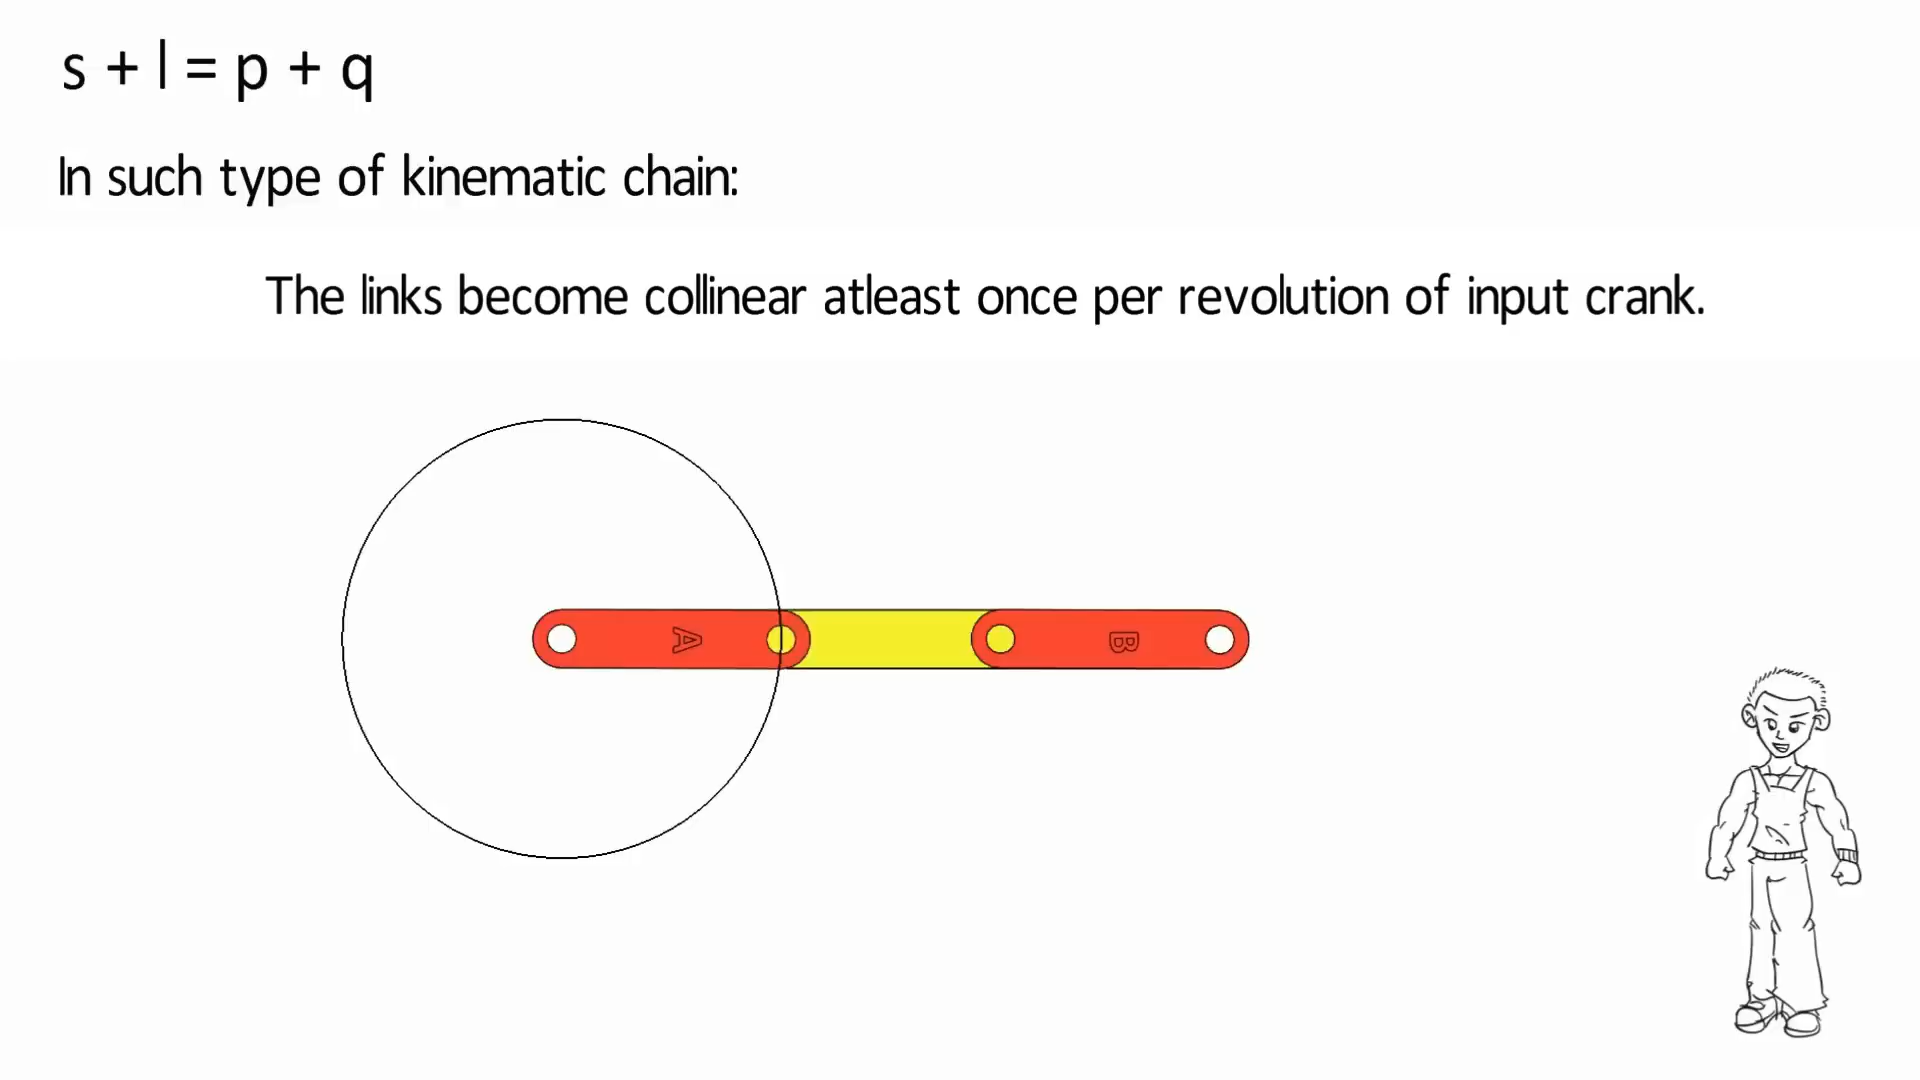 s + l = p + q
In such type of kinematic chain:
The links become collinear atleast once per revolution of input crank.
A
B